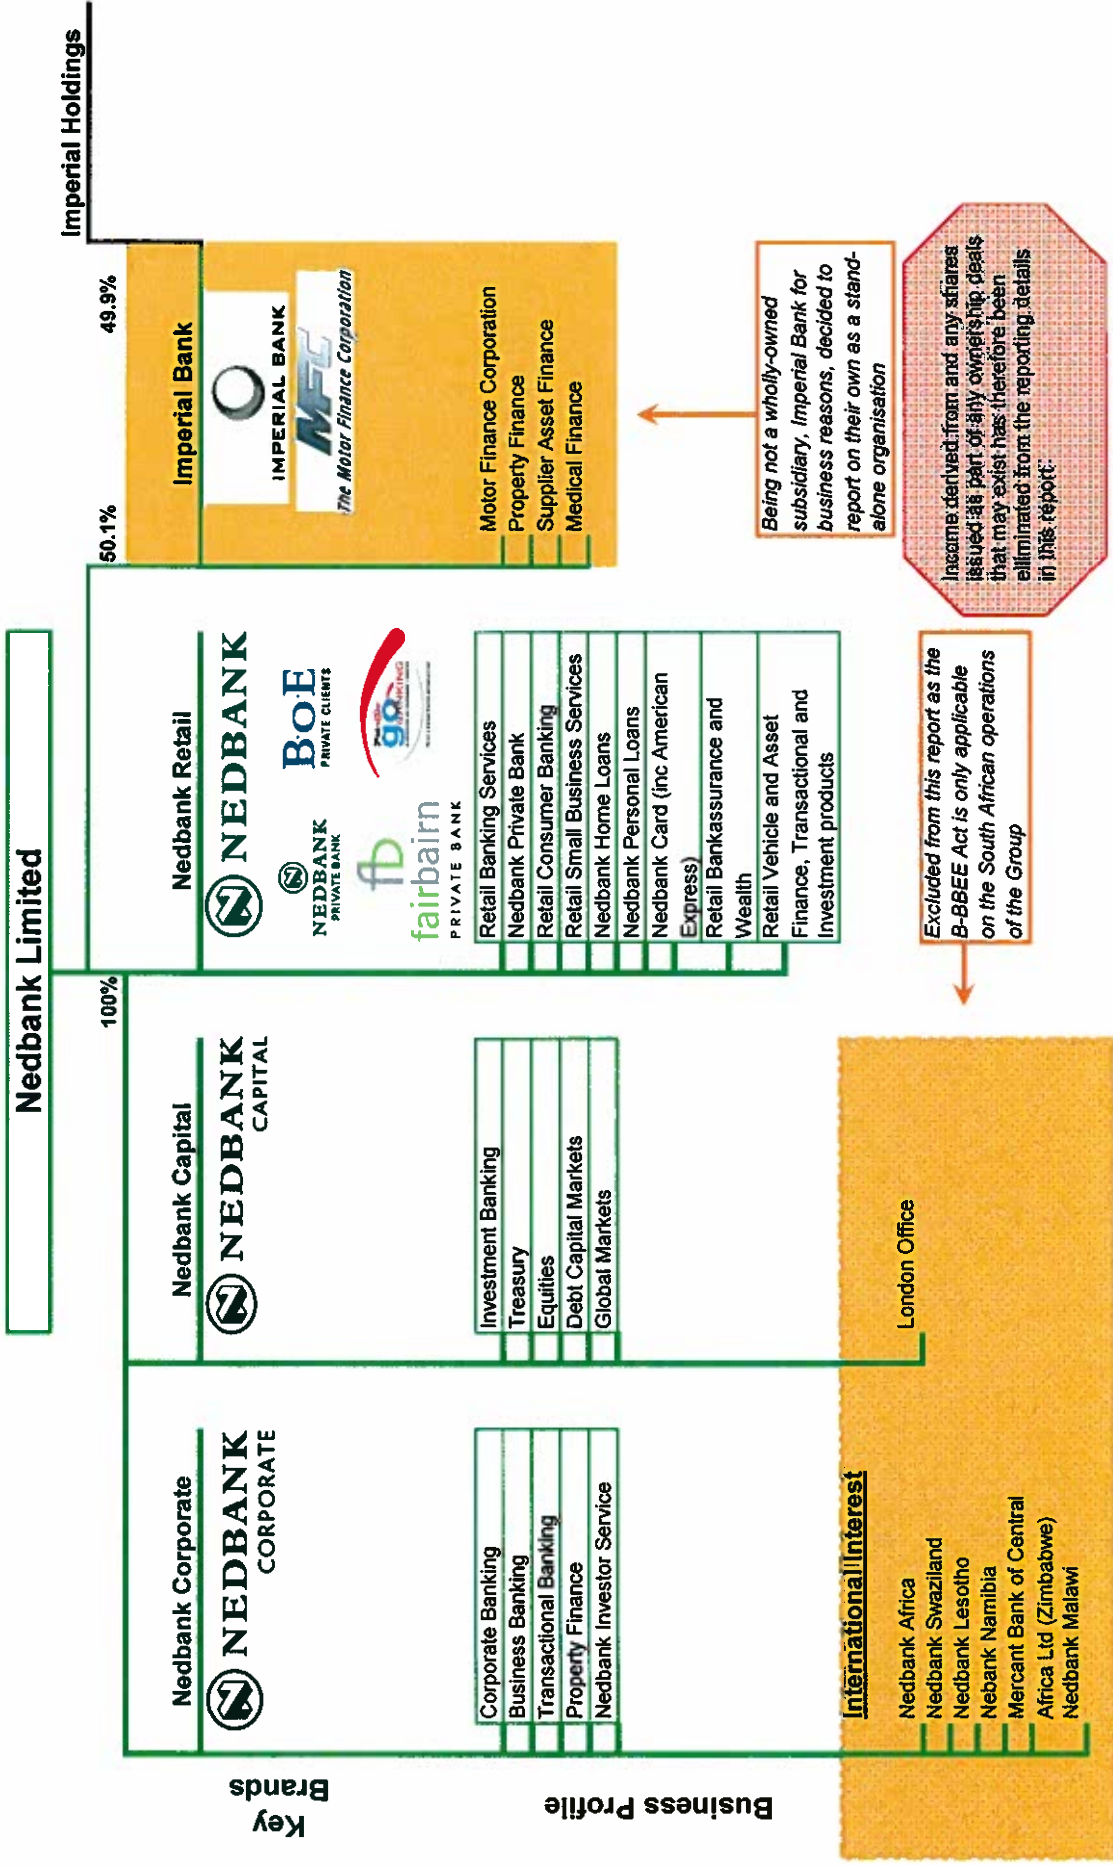 Nedbank Limited
Imperial Holdings
100%
50.1%
49.9%
Nedbank Corporate
NEDBANK
CORPORATE
Nedbank Capital
NEDBANK
CAPITAL
Nedbank Retail
NEDBANK
NEDBANK
PRIVATE BANK
BOE
PRIVATE CLIENTS
fb
fairbairn
PRIVATE BANK
go
BANKING
Imperial Bank
IMPERIAL BANK
MFC
The Motor Finance Corporation
Key
Brands
Business Profile
Corporate Banking
Business Banking
Transactional Banking
Property Finance
Nedbank Investor Service
Investment Banking
Treasury
Equities
Debt Capital Markets
Global Markets
Retail Banking Services
Nedbank Private Bank
Retail Consumer Banking
Retail Small Business Services
Nedbank Home Loans
Nedbank Personal Loans
Nedbank Card (inc American
Express)
Retail Bankassurance and
Wealth
Retail Vehicle and Asset
Finance, Transactional and
Investment products
Motor Finance Corporation
Property Finance
Supplier Asset Finance
Medical Finance
International Interest
Nedbank Africa
Nedbank Swaziland
Nedbank Lesotho
Nebank Namibia
Mercant Bank of Central
Africa Ltd (Zimbabwe)
Nedbank Malawi
London Office
Excluded from this report as the
B-BBEE Act is only applicable
on the South African operations
of the Group
Being not a wholly-owned
subsidiary, Imperial Bank for
business reasons, decided to
report on their own as a stand-
alone organisation
Income derived from and any shares
issued as part of any ownership deals
that may exist has therefore been
elliminated from the reporting details
in this report.